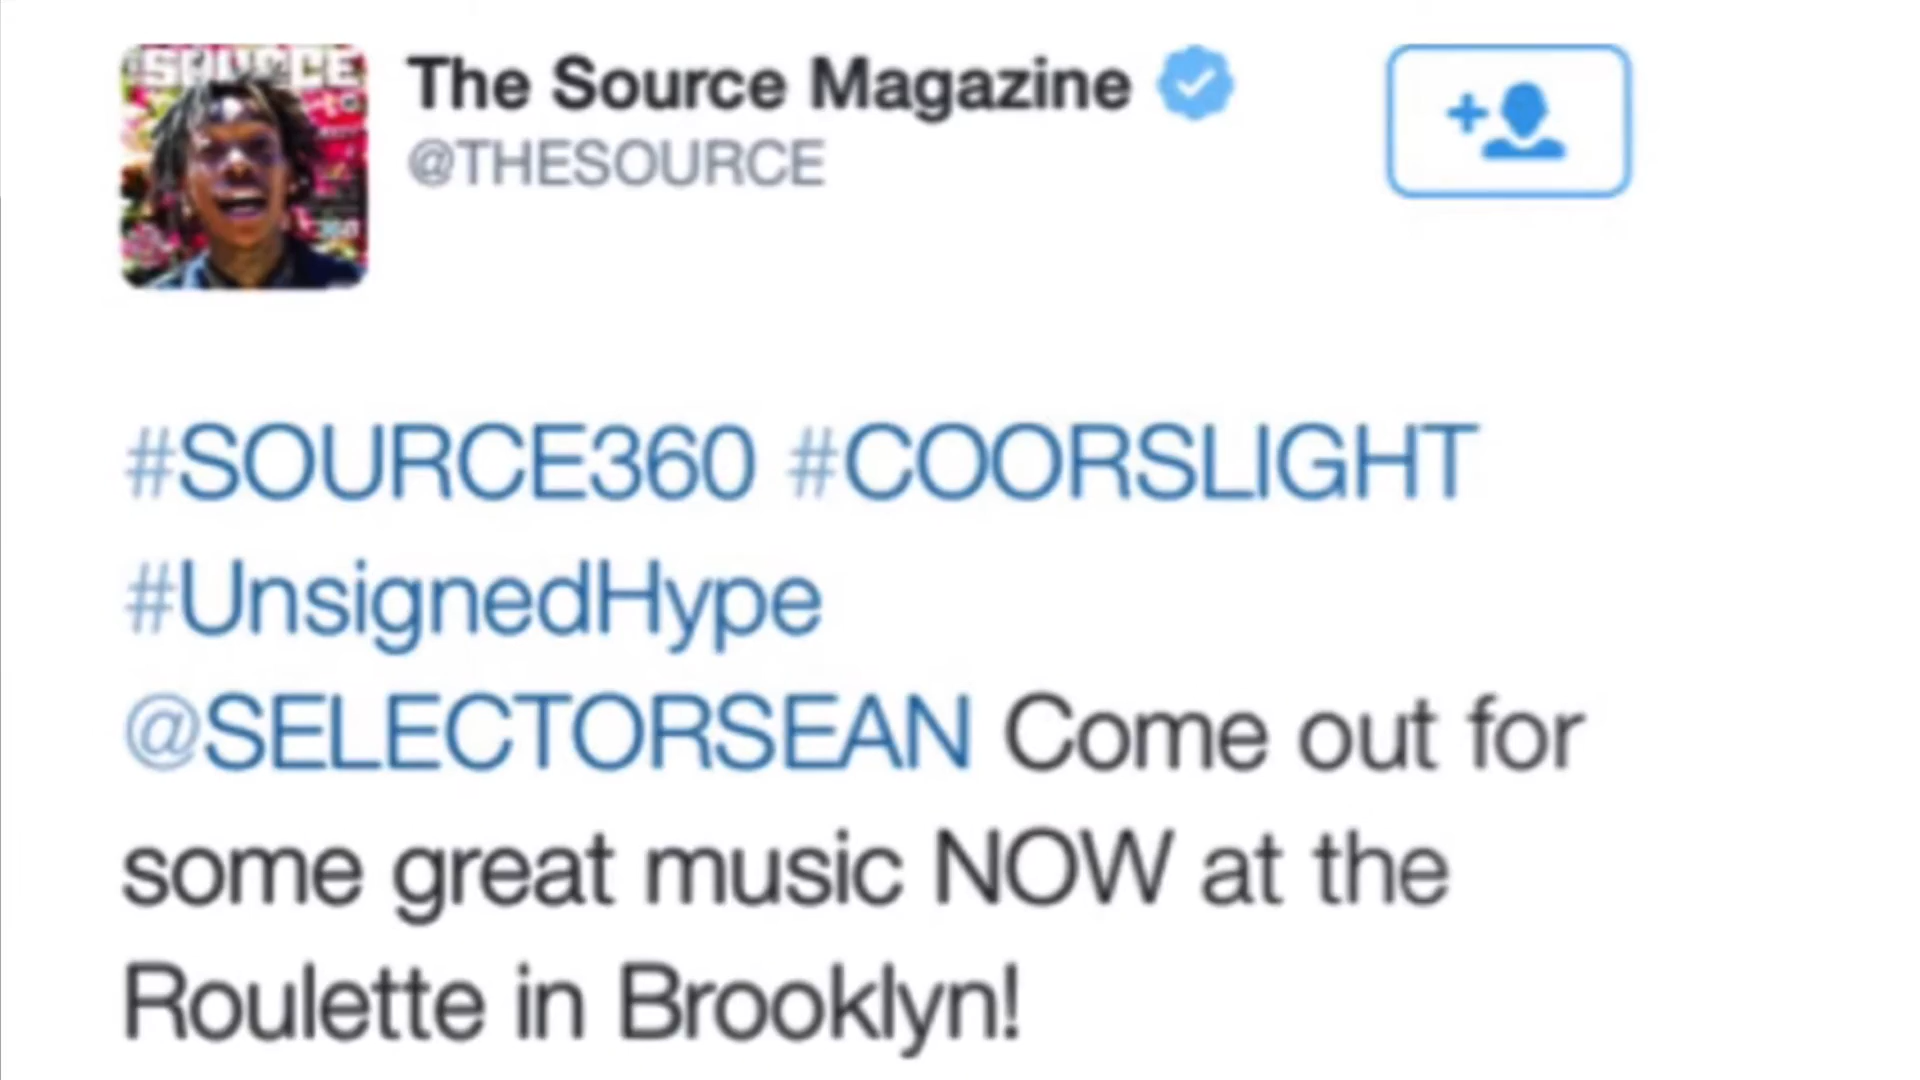 SOURCE
The Source Magazine
@THESOURCE
#SOURCE360 #COORSLIGHT
#UnsignedHype
@SELECTORSEAN Come out for
some great music NOW at the
Roulette in Brooklyn!